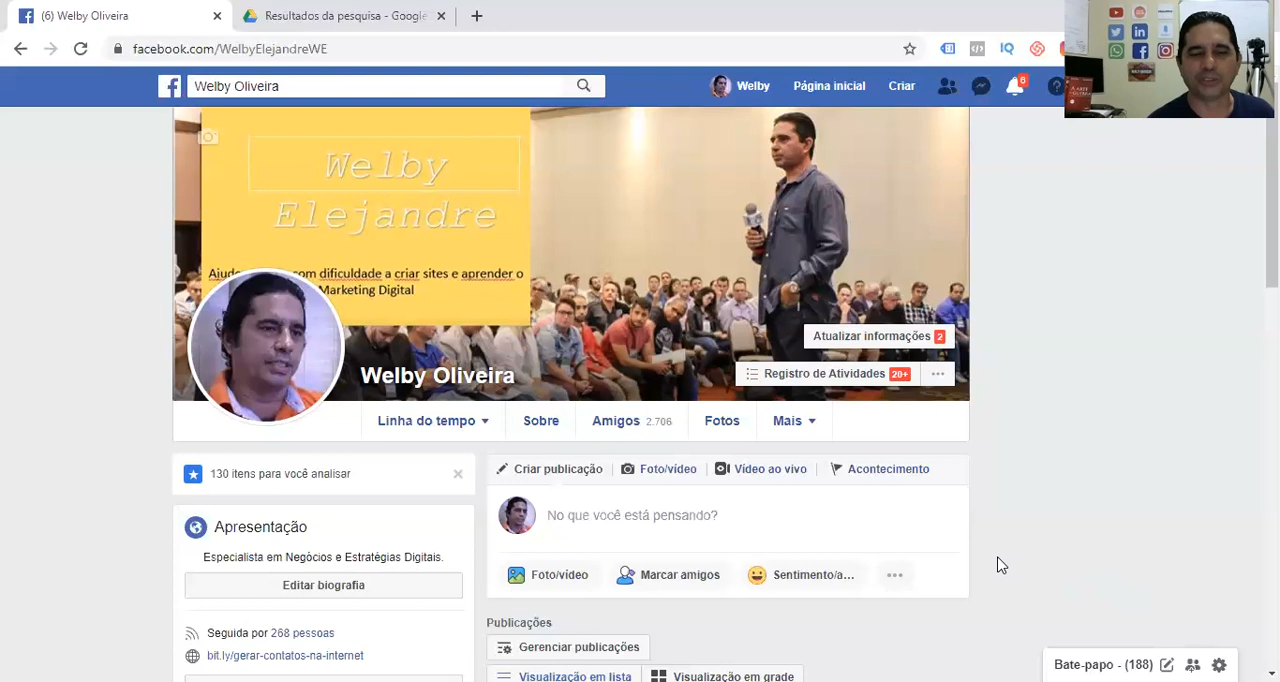 (6) Welby Oliveira
Resultados da pesquisa - Google
facebook.com/WelbyElejandreWE
Welby Oliveira
Welby
Página inicial
Criar
6
Welby
Elejandre
com dificuldade a criar sites e aprender o
Marketing Digital
Atualizar informações 2
Welby Oliveira
Registro de Atividades 20+
Linha do tempo
Sobre
Amigos 2.706
Fotos
Mais
130 itens para você analisar
Criar publicação
Foto/vídeo
Vídeo ao vivo
Acontecimento
No que você está pensando?
Apresentação
Especialista em Negócios e Estratégias Digitais.
Editar biografia
Foto/vídeo
Marcar amigos
Sentimento/a...
Seguida por 268 pessoas
bit.ly/gerar-contatos-na-internet
Publicações
Gerenciar publicações
Visualização em lista
Visualização em grade
Bate-papo - (188)